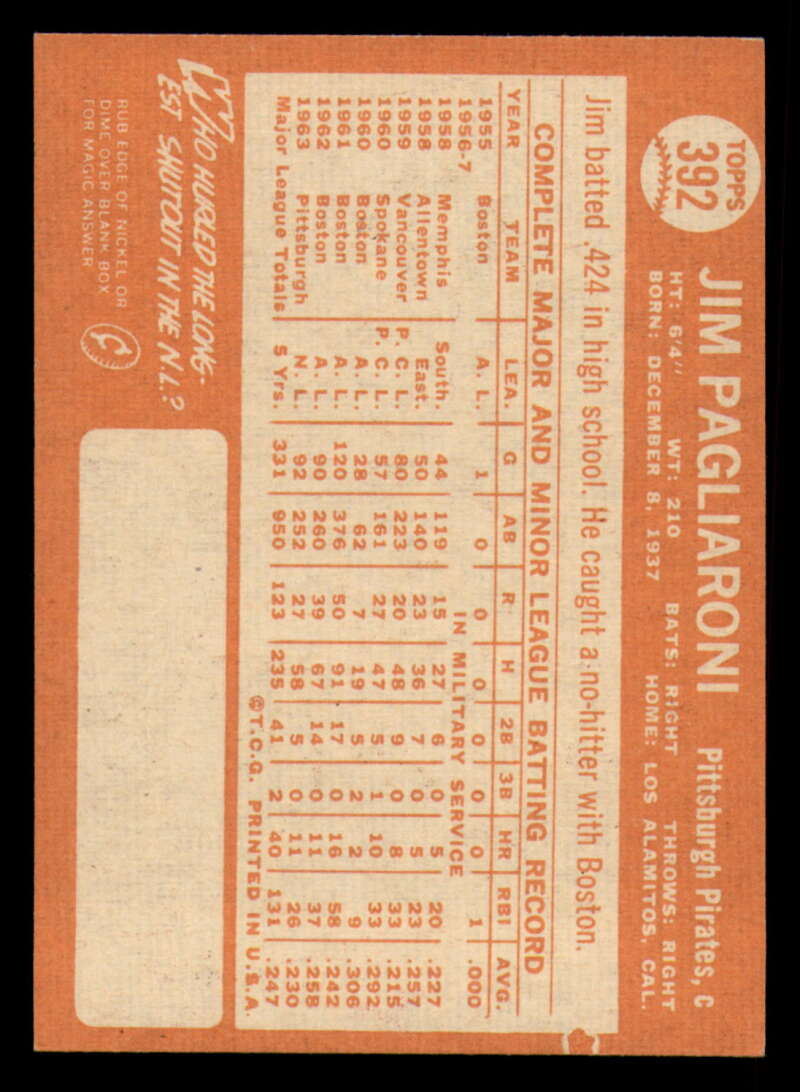 TOPPS
392
JIM PAGLIARONI Pittsburgh Pirates, c
HT: 6'4" WT: 210 BATS: RIGHT THROWS: RIGHT
BORN: DECEMBER 8, 1937 HOME: LOS ALAMITOS, CAL.
Jim batted .424 in high school. He caught a no-hitter with Boston.
COMPLETE MAJOR AND MINOR LEAGUE BATTING RECORD
YEAR TEAM LEA. G AB R H 2B 3B HR RBI AVG.
1955 Boston A. L. 1 0 0 0 0 0 0 1 .000
1956-7 IN MILITARY SERVICE
1958 Memphis South. 44 119 15 27 6 0 5 20 .227
1958 Allentown East. 50 140 23 36 7 0 5 23 .257
1959 Vancouver P. C. L. 80 223 20 48 9 0 8 33 .215
1960 Spokane P. C. L. 57 161 27 47 5 1 10 33 .292
1960 Boston A. L. 28 62 7 19 5 2 2 9 .306
1961 Boston A. L. 120 376 50 91 17 0 16 58 .242
1962 Boston A. L. 90 260 39 67 14 0 11 37 .258
1963 Pittsburgh N. L. 92 252 27 58 5 0 11 26 .230
Major League Totals 5 Yrs. 331 950 123 235 41 2 40 131 .247
©T.C.G. PRINTED IN U.S.A.
WHO HURLED THE LONG-
EST SHUTOUT IN THE N.L.?
RUB EDGE OF NICKEL OR
DIME OVER BLANK BOX
FOR MAGIC ANSWER